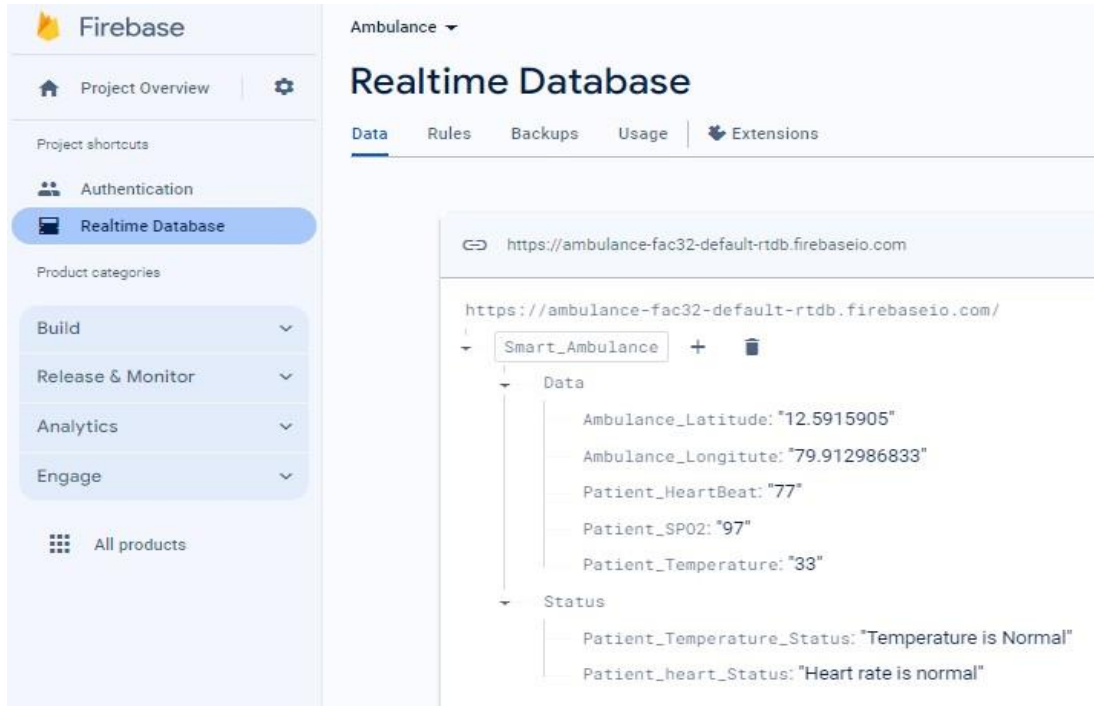 Firebase
Project Overview
Project shortcuts
Authentication
Realtime Database
Product categories
Build
Release & Monitor
Analytics
Engage
All products
Ambulance
Realtime Database
Data Rules Backups Usage Extensions
https://ambulance-fac32-default-rtdb.firebaseio.com
https://ambulance-fac32-default-rtdb.firebaseio.com/
Smart_Ambulance
Data
Ambulance_Latitude: "12.5915905"
Ambulance_Longitute: "79.912986833"
Patient_HeartBeat: "77"
Patient_SPO2: "97"
Patient_Temperature: "33"
Status
Patient_Temperature_Status: "Temperature is Normal"
Patient_heart_Status: "Heart rate is normal"